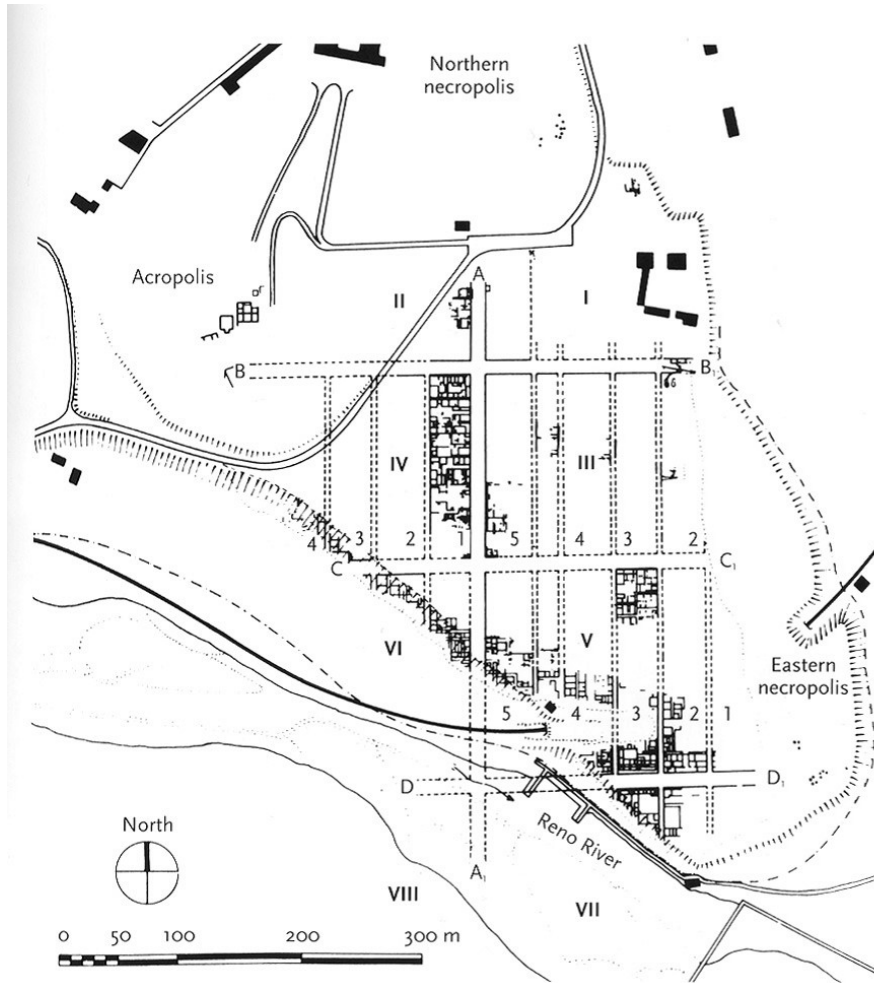 Northern
necropolis
Acropolis
A
II
I
B
B₁
6
IV
III
4
3
2
1
5
4
3
2
C
C₁
VI
V
Eastern
necropolis
5
4
3
2
1
D
D₁
North
Reno River
A₁
VIII
VII
0 50 100 200 300 m